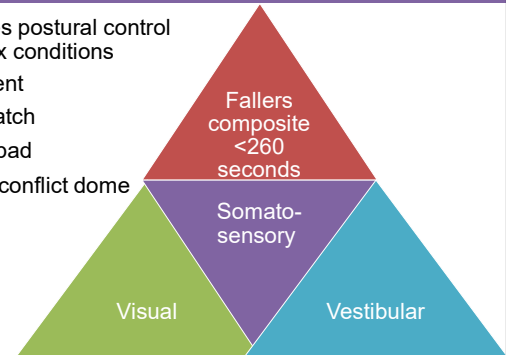 s postural control
x conditions
ent
atch
oad
conflict dome
Fallers
composite
<260
seconds
Somato-
sensory
Visual
Vestibular